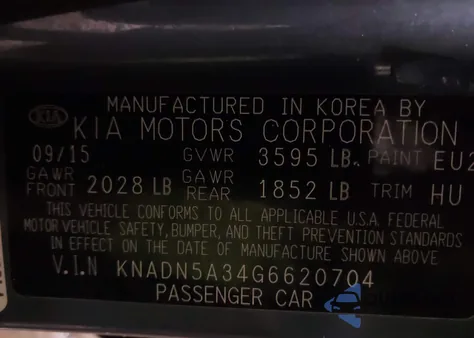 MANUFACTURED IN KOREA BY
KIA KIA MOTORS CORPORATION
09/15 GVWR 3595 LB. PAINT EU2
GAWR FRONT 2028 LB GAWR REAR 1852 LB TRIM HU
THIS VEHICLE CONFORMS TO ALL APPLICABLE U.S.A. FEDERAL
MOTOR VEHICLE SAFETY, BUMPER, AND THEFT PREVENTION STANDARDS
IN EFFECT ON THE DATE OF MANUFACTURE SHOWN ABOVE
V.I.N KNADN5A34G6620704
PASSENGER CAR